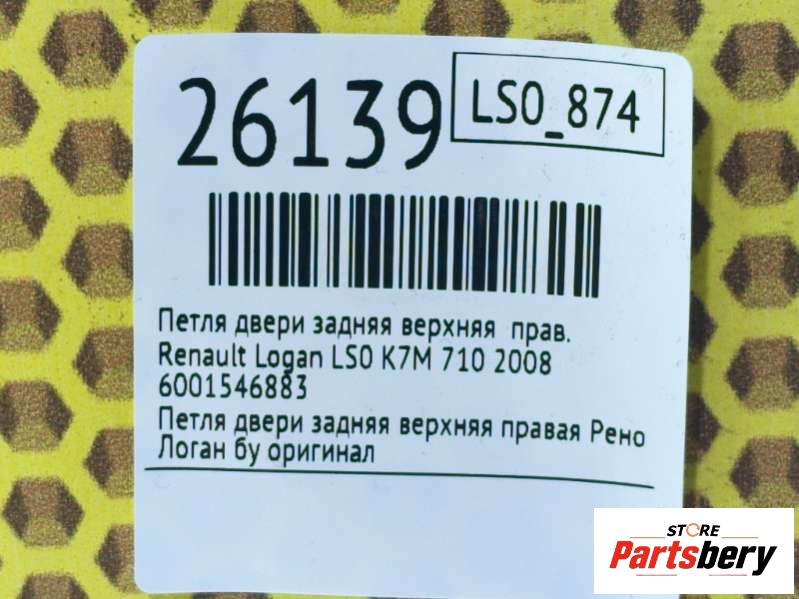 26139
LS0_874
Петля двери задняя верхняя прав.
Renault Logan LS0 K7M 710 2008
6001546883
Петля двери задняя верхняя правая Рено
Логан бу оригинал
STORE
Partsbery